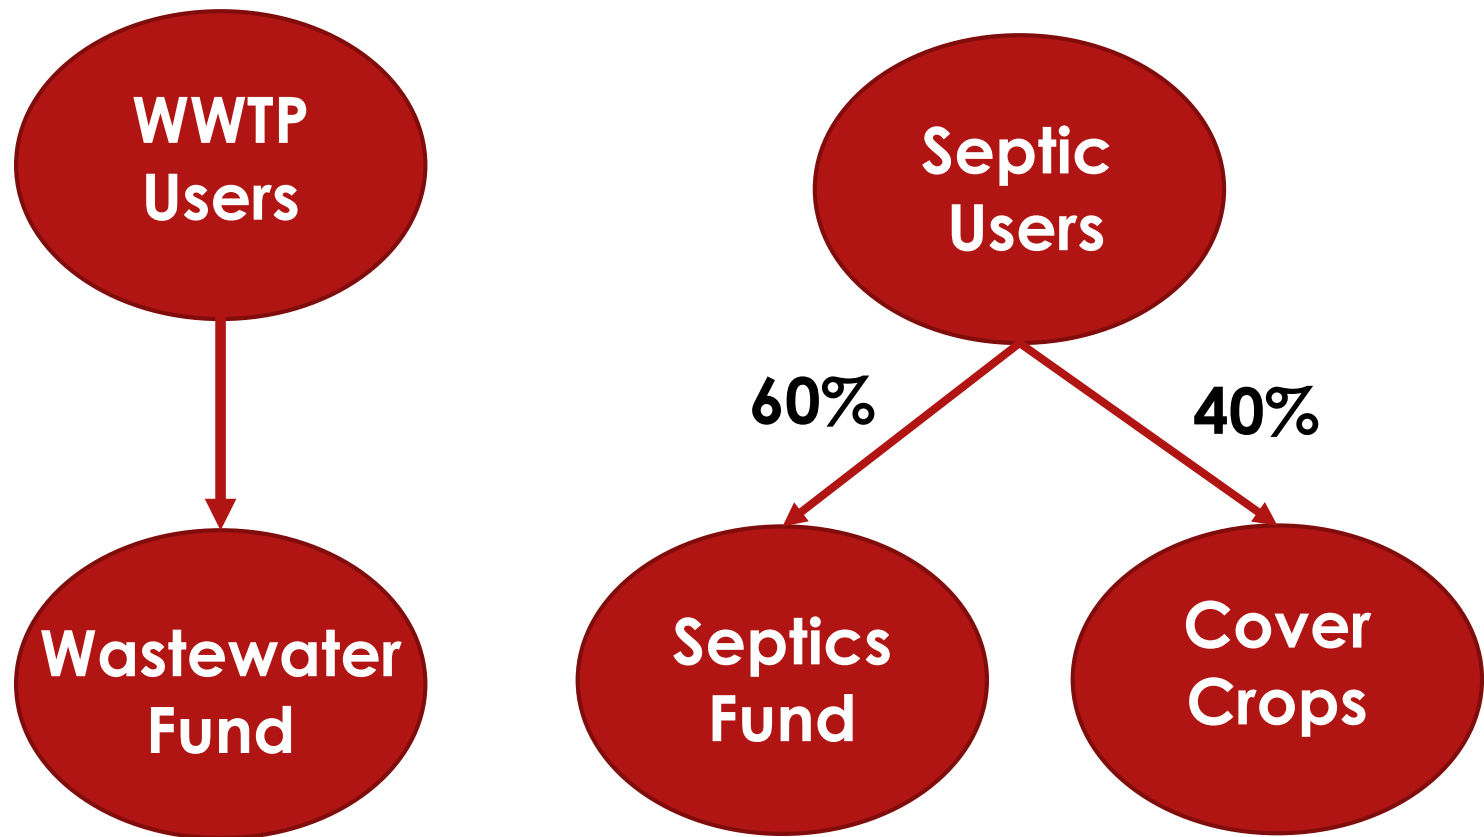 WWTP
Users
Septic
Users
60%
40%
Wastewater
Fund
Septics
Fund
Cover
Crops